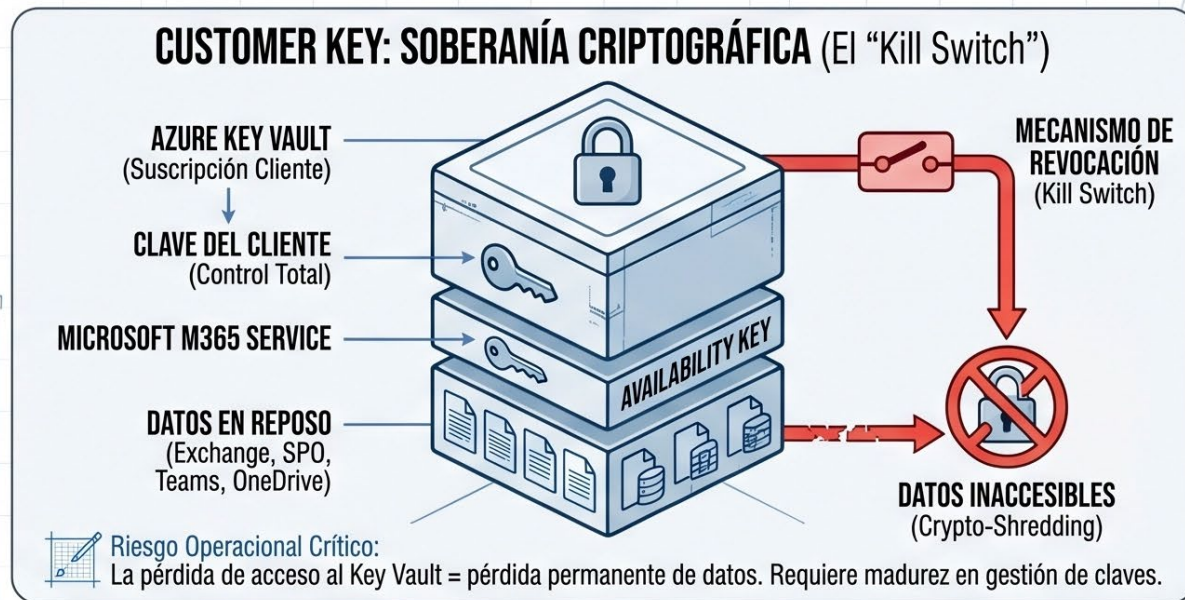 CUSTOMER KEY: SOBERANÍA CRIPTOGRÁFICA (El “Kill Switch”)
AZURE KEY VAULT
(Suscripción Cliente)
CLAVE DEL CLIENTE
(Control Total)
MICROSOFT M365 SERVICE
DATOS EN REPOSO
(Exchange, SPO,
Teams, OneDrive)
AVAILABILITY KEY
MECANISMO DE
REVOCACIÓN
(Kill Switch)
DATOS INACCESIBLES
(Crypto-Shredding)
Riesgo Operacional Crítico:
La pérdida de acceso al Key Vault = pérdida permanente de datos. Requiere madurez en gestión de claves.